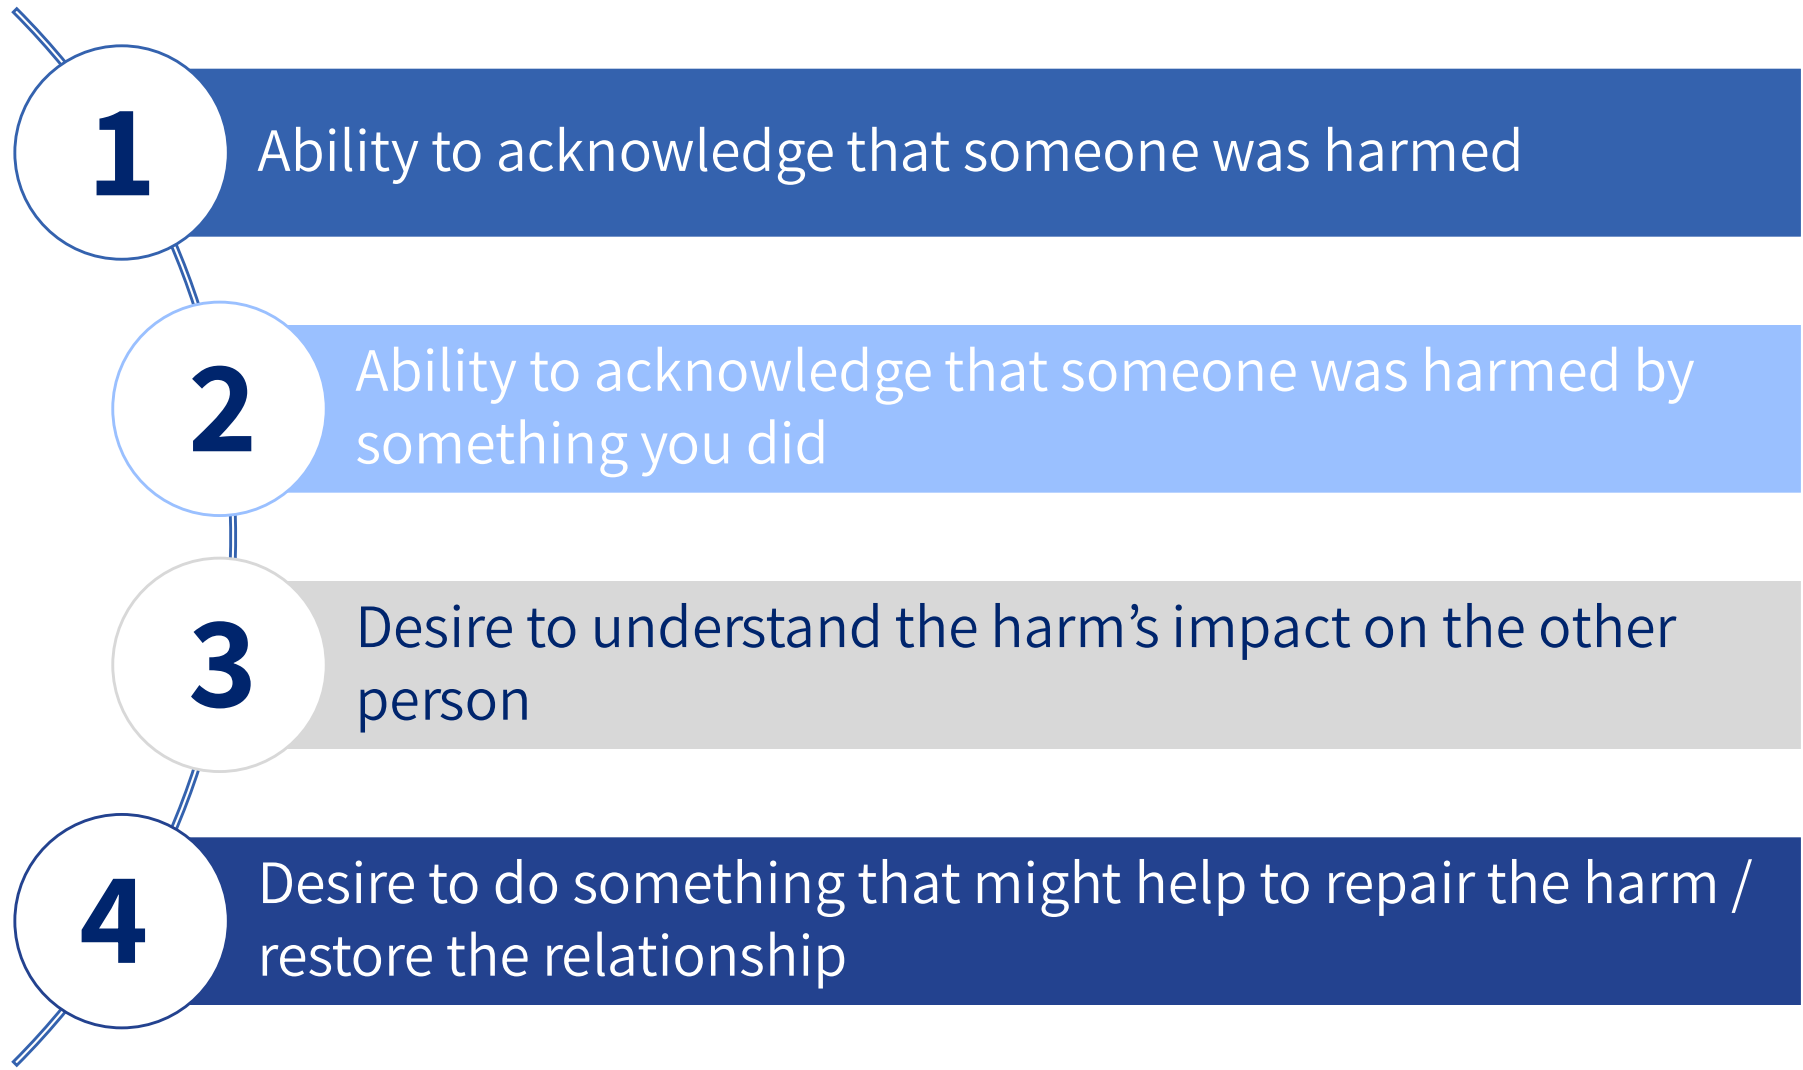 1
Ability to acknowledge that someone was harmed
2
Ability to acknowledge that someone was harmed by
something you did
3
Desire to understand the harm’s impact on the other
person
4
Desire to do something that might help to repair the harm /
restore the relationship